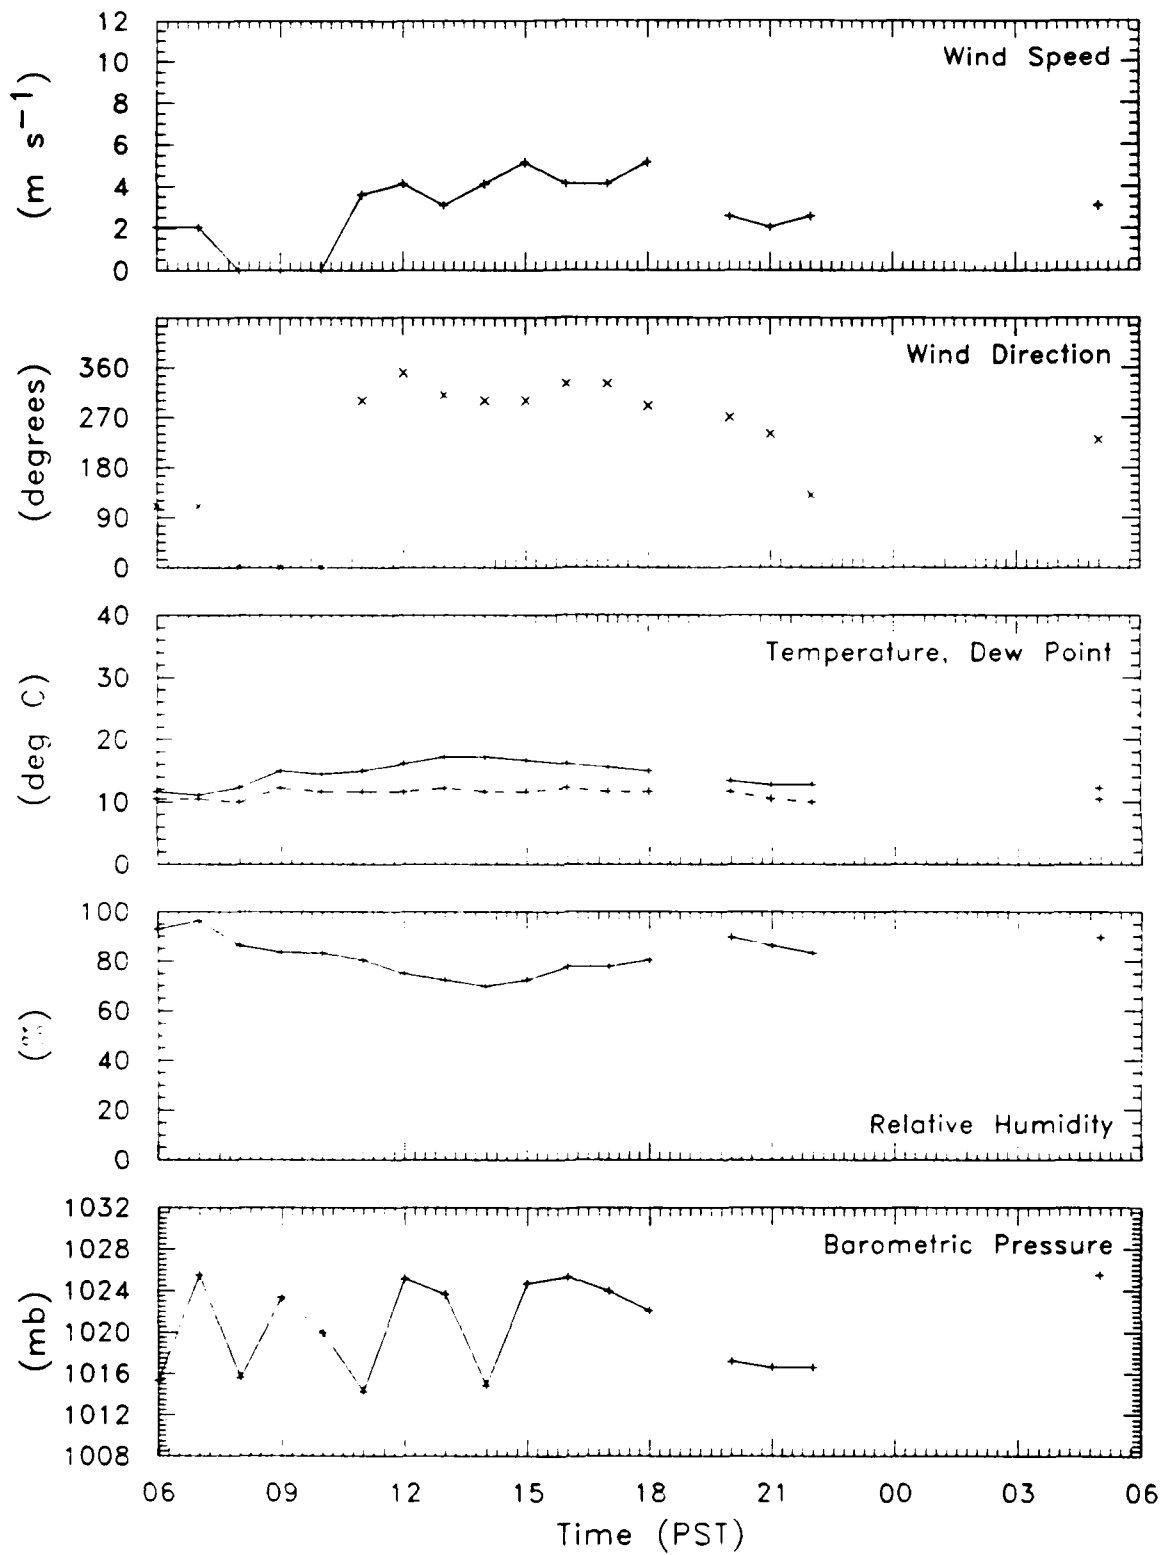 12
10
8
6
4
2
0
(m s−1)
Wind Speed
360
270
180
90
0
(degrees)
Wind Direction
40
30
20
10
0
(deg C)
Temperature, Dew Point
100
80
60
40
20
0
(%)
Relative Humidity
1032
1028
1024
1020
1016
1012
1008
(mb)
Barometric Pressure
06 09 12 15 18 21 00 03 06
Time (PST)